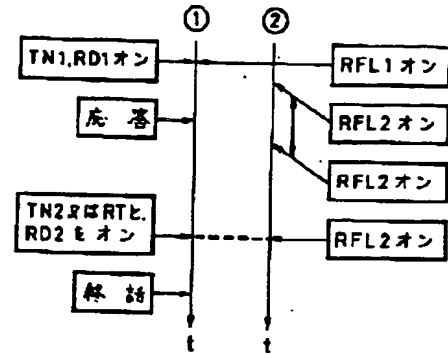 ① ②
TN1,RD1オン
RFL1オン
応答
RFL2オン
RFL2オン
TN2又はRTと,
RD2をオン
RFL2オン
終話
t t